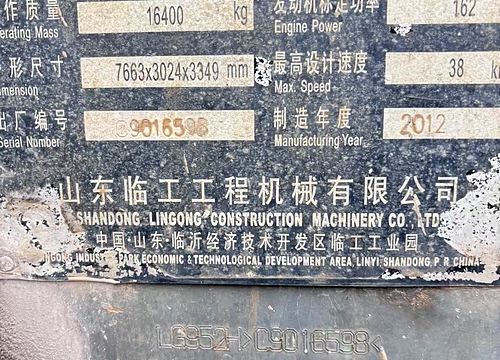 作质量 16400 kg 发动机标定功率 162
erating Mass Engine Power
形尺寸 7663x3024x3349 mm 最高设计速度 38
imension Max. Speed
出厂编号 C9016598 制造年度 2012
Serial Number Manufacturing Year
山东临工工程机械有限公司
SHANDONG LINGONG CONSTRUCTION MACHINERY CO., LTD.
中国·山东·临沂经济技术开发区临工工业园
PARK ECONOMIC & TECHNOLOGICAL DEVELOPMENT AREA, LINYI SHANDONG, P. R. CHINA
LG952H>C9016598<